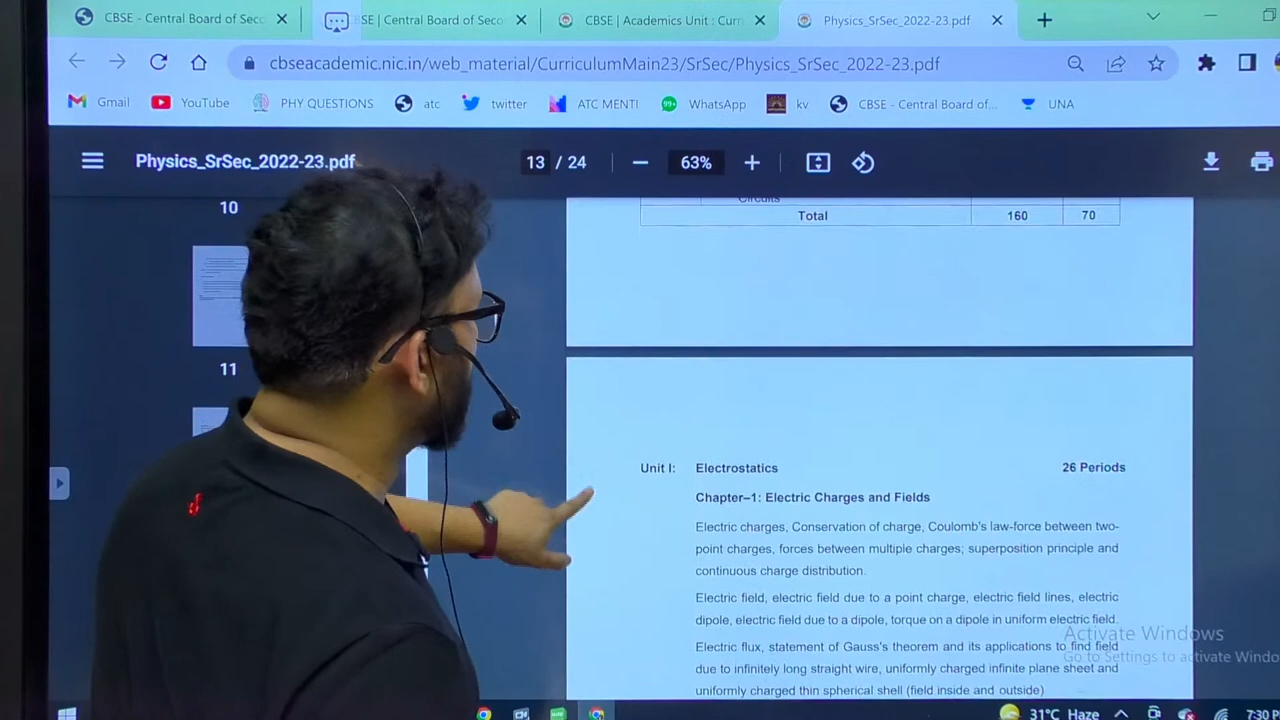 CBSE - Central Board of Seco
SE | Central Board of Seco
CBSE | Academics Unit : Curr
Physics_SrSec_2022-23.pdf
cbseacademic.nic.in/web_material/CurriculumMain23/SrSec/Physics_SrSec_2022-23.pdf
Gmail
YouTube
PHY QUESTIONS
atc
twitter
ATC MENTI
99+
WhatsApp
kv
CBSE - Central Board of...
UNA
Physics_SrSec_2022-23.pdf
13 / 24
63%
10
11
Circuits
Total 160 70
Unit I: Electrostatics 26 Periods
Chapter–1: Electric Charges and Fields
Electric charges, Conservation of charge, Coulomb's law-force between two-
point charges, forces between multiple charges; superposition principle and
continuous charge distribution.
Electric field, electric field due to a point charge, electric field lines, electric
dipole, electric field due to a dipole, torque on a dipole in uniform electric field.
Electric flux, statement of Gauss's theorem and its applications to find field
due to infinitely long straight wire, uniformly charged infinite plane sheet and
uniformly charged thin spherical shell (field inside and outside)
Activate Windows
Go to Settings to activate Windo
31°C Haze
7:30 P